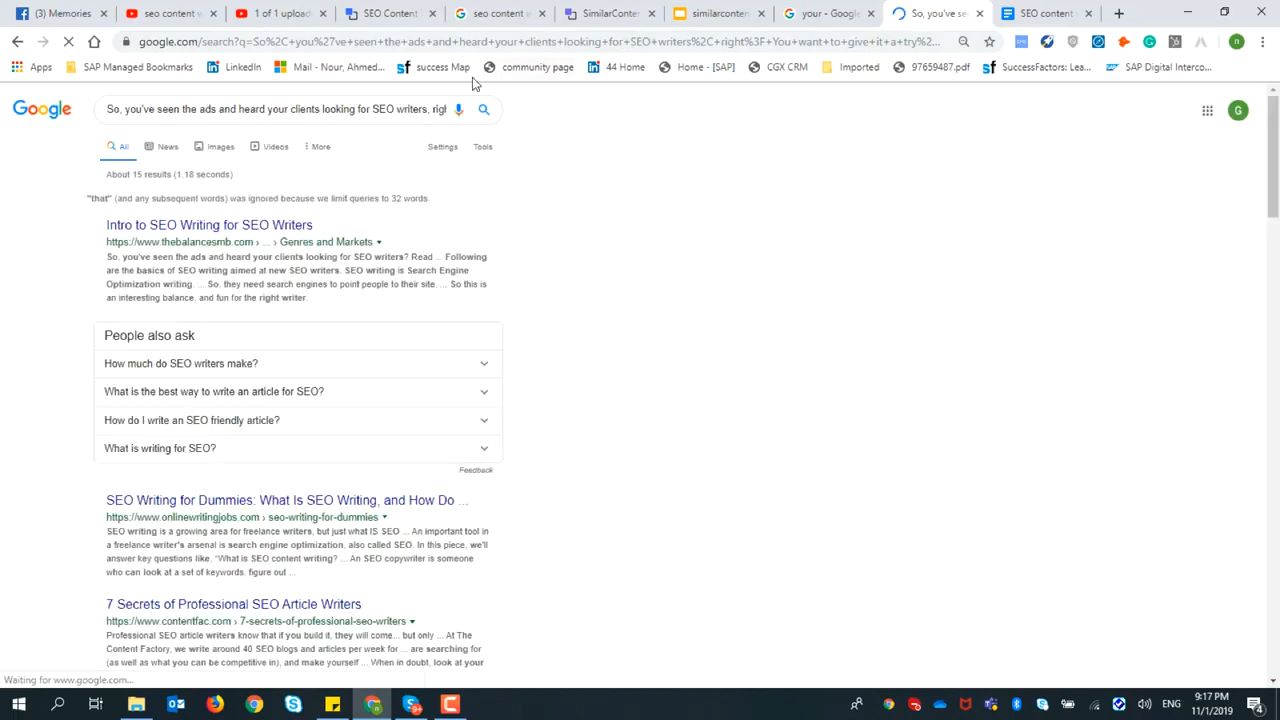 (3) Memories
1 of 1 upload
SEO Content
seo content w
SimilarConte
similarconten
your - Google
So, you've se
SEO content
google.com/search?q=So%2C+you%27ve+seen+the+ads+and+heard+your+clients+looking+for+SEO+writers%2C+right%3F+You+want+to+give+a+try%2...
Apps
SAP Managed Bookmarks
LinkedIn
Mail - Nour, Ahmed...
success Map
community page
44 Home
Home - [SAP]
CGX CRM
Imported
97659487.pdf
SuccessFactors: Lea...
SAP Digital Interco...
Google
So, you've seen the ads and heard your clients looking for SEO writers, righ
G
All
News
Images
Videos
More
Settings
Tools
About 15 results (1.18 seconds)
"that" (and any subsequent words) was ignored because we limit queries to 32 words.
Intro to SEO Writing for SEO Writers
https://www.thebalancesmb.com › ... › Genres and Markets
So, you've seen the ads and heard your clients looking for SEO writers? Read ... Following
are the basics of SEO writing aimed at new SEO writers. SEO writing is Search Engine
Optimization writing. ... So, they need search engines to point people to their site. ... So this is
an interesting balance, and fun for the right writer.
People also ask
How much do SEO writers make?
What is the best way to write an article for SEO?
How do I write an SEO friendly article?
What is writing for SEO?
Feedback
SEO Writing for Dummies: What Is SEO Writing, and How Do ...
https://www.onlinewritingjobs.com › seo-writing-for-dummies
SEO writing is a growing area for freelance writers, but just what IS SEO ... An important tool in
a freelance writer's arsenal is search engine optimization, also called SEO. In this piece, we'll
answer key questions like, "What is SEO content writing? ... An SEO copywriter is someone
who can look at a set of keywords, figure out ...
7 Secrets of Professional SEO Article Writers
https://www.contentfac.com › 7-secrets-of-professional-seo-writers
Professional SEO article writers know that if you build it, they will come... but only ... At The
Content Factory, we write around 40 SEO blogs and articles per week for ... are searching for
(as well as what you can be competitive in), and make yourself ... When in doubt, look at your
Waiting for www.google.com...
ENG
9:17 PM
11/1/2019